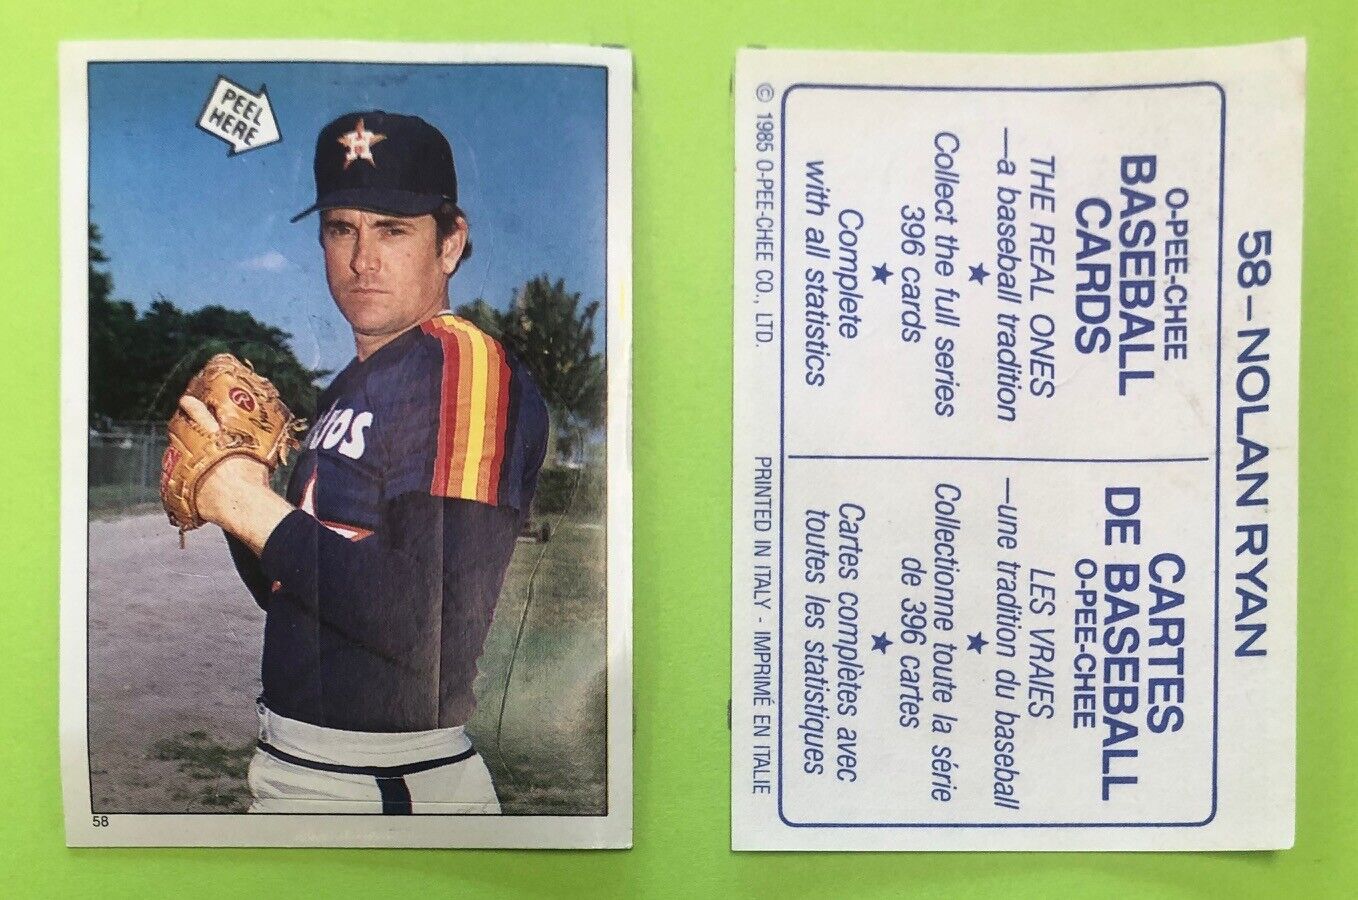 PEEL
HERE
H
R
tros
58
58–NOLAN RYAN
O-PEE-CHEE
BASEBALL
CARDS
THE REAL ONES
—a baseball tradition
★
Collect the full series
396 cards
★
Complete
with all statistics
CARTES
DE BASEBALL
O-PEE-CHEE
LES VRAIES
—une tradition du baseball
★
Collectionne toute la série
de 396 cartes
★
Cartes complètes avec
toutes les statistiques
© 1985 O-PEE-CHEE CO., LTD. PRINTED IN ITALY - IMPRIMÉ EN ITALIE